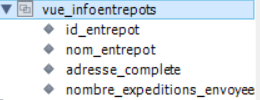 vue_infoentrepots
id_entrepot
nom_entrepot
adresse_complete
nombre_expeditions_envoyee